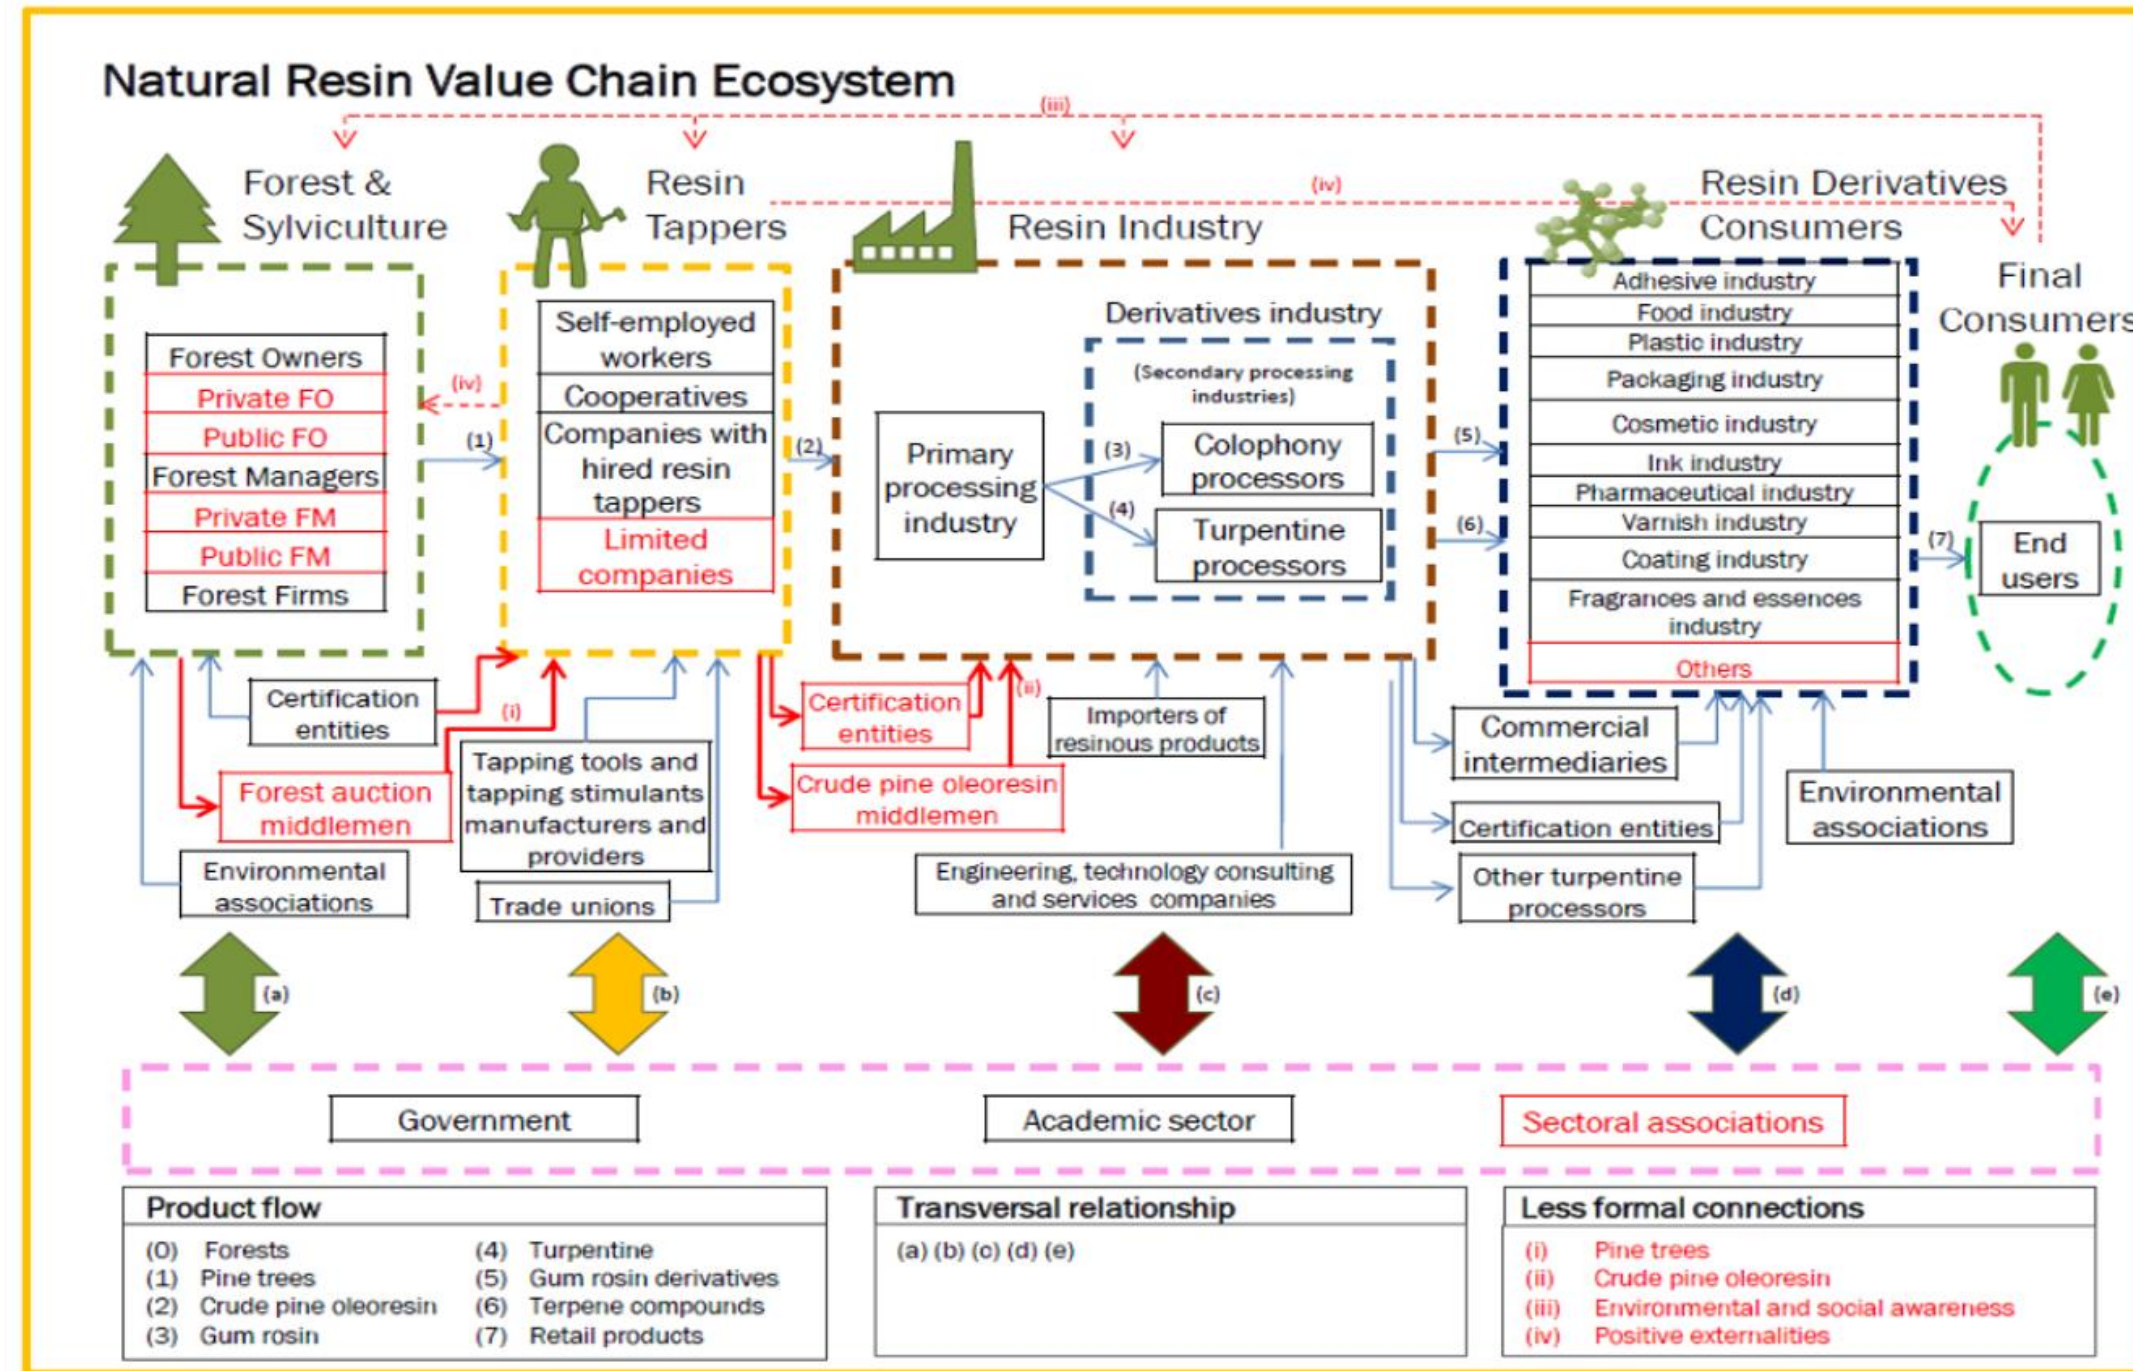 Natural Resin Value Chain Ecosystem
(iii)
Forest &
Sylviculture
Resin
Tappers
Resin Industry
(iv)
Resin Derivatives
Consumers
Final
Consumers
Forest Owners
Private FO
Public FO
Forest Managers
Private FM
Public FM
Forest Firms
(iv)
(1)
Self-employed
workers
Cooperatives
Companies with
hired resin
tappers
Limited
companies
(2)
Primary
processing
industry
Derivatives industry
(Secondary processing
industries)
(3)
Colophony
processors
(4)
Turpentine
processors
(5)
(6)
Adhesive industry
Food industry
Plastic industry
Packaging industry
Cosmetic industry
Ink industry
Pharmaceutical industry
Varnish industry
Coating industry
Fragrances and essences
industry
Others
(7)
End
users
Certification
entities
(i)
Forest auction
middlemen
Environmental
associations
Tapping tools and
tapping stimulants
manufacturers and
providers
Trade unions
Certification
entities
(ii)
Crude pine oleoresin
middlemen
Importers of
resinous products
Engineering, technology consulting
and services companies
Commercial
intermediaries
Certification entities
Other turpentine
processors
Environmental
associations
(a)
(b)
(c)
(d)
(e)
Government
Academic sector
Sectoral associations
Product flow
(0) Forests
(1) Pine trees
(2) Crude pine oleoresin
(3) Gum rosin
(4) Turpentine
(5) Gum rosin derivatives
(6) Terpene compounds
(7) Retail products
Transversal relationship
(a) (b) (c) (d) (e)
Less formal connections
(i) Pine trees
(ii) Crude pine oleoresin
(iii) Environmental and social awareness
(iv) Positive externalities